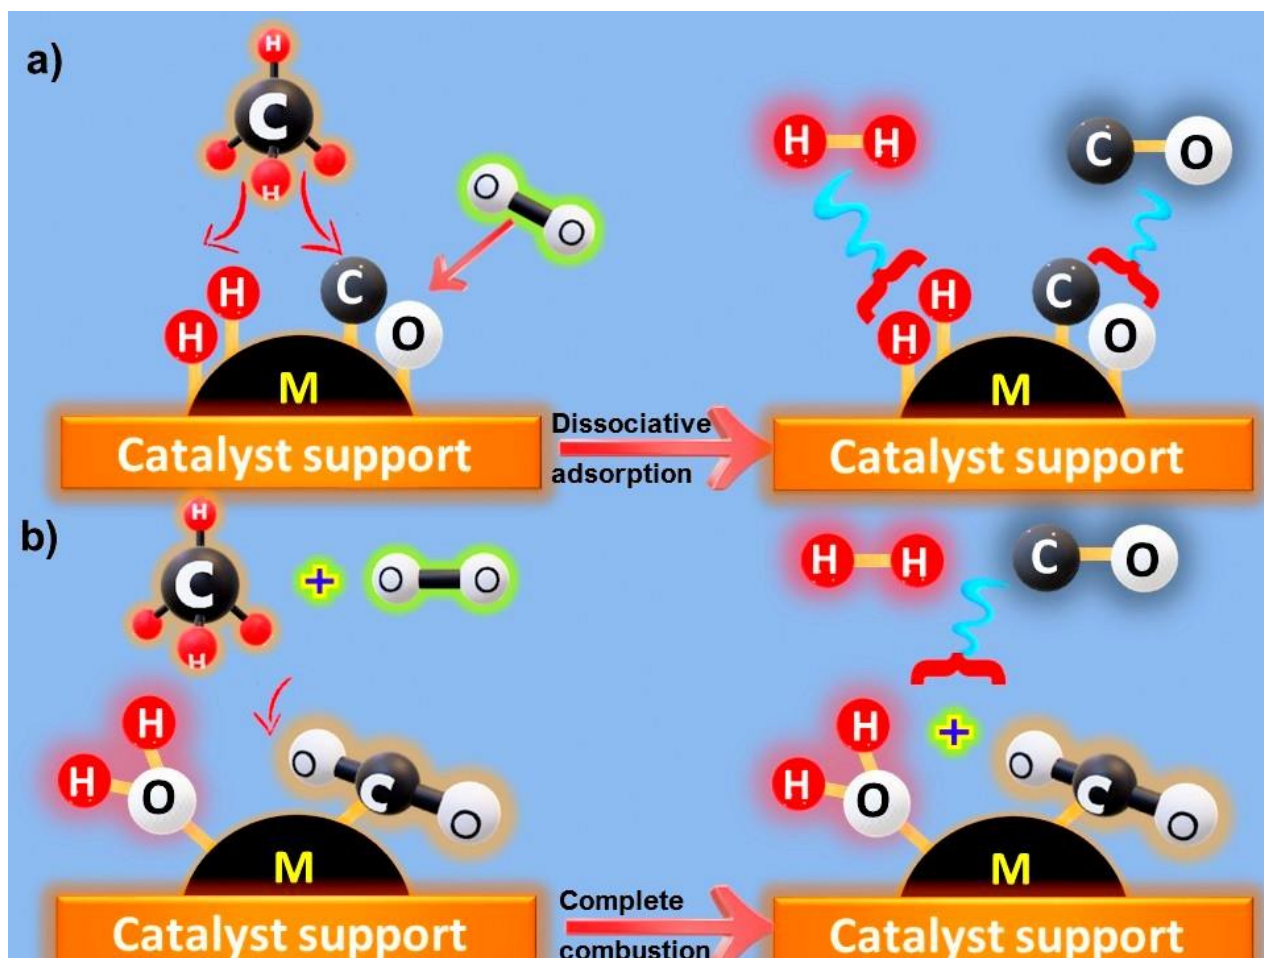 a)
H
C
H
O
O
H
H
C
O
M
Catalyst support
Dissociative
adsorption
H H
C O
H
H
C
O
M
Catalyst support
b)
H
C
H
+
O O
H
H
O
O
C
O
M
Catalyst support
Complete
combustion
H H
C O
H
H
O
+
O
C
O
M
Catalyst support